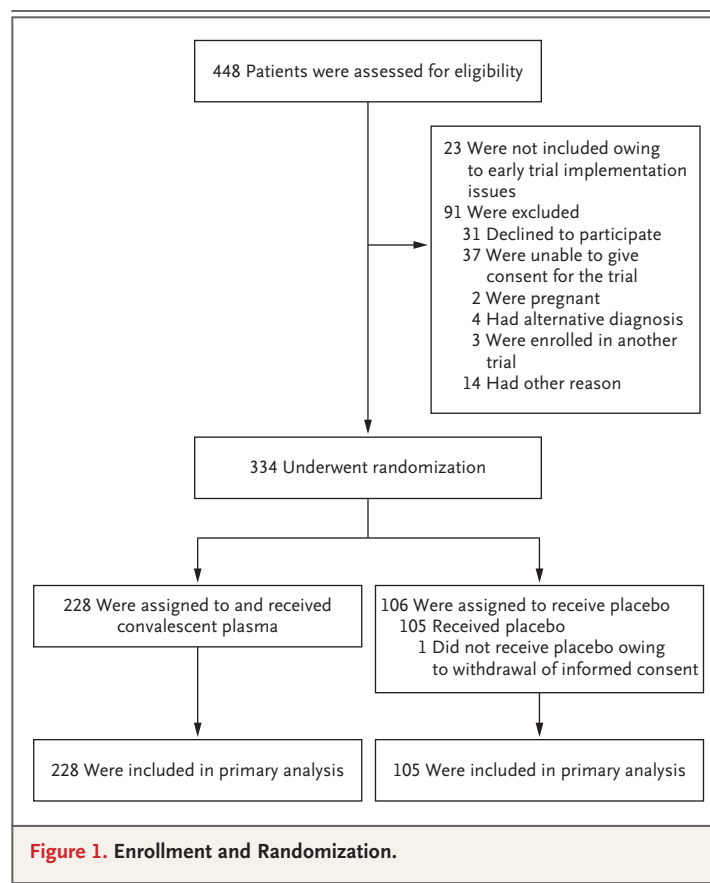 448 Patients were assessed for eligibility
23 Were not included owing
to early trial implementation
issues
91 Were excluded
31 Declined to participate
37 Were unable to give
consent for the trial
2 Were pregnant
4 Had alternative diagnosis
3 Were enrolled in another
trial
14 Had other reason
334 Underwent randomization
228 Were assigned to and received
convalescent plasma
106 Were assigned to receive placebo
105 Received placebo
1 Did not receive placebo owing
to withdrawal of informed consent
228 Were included in primary analysis
105 Were included in primary analysis
Figure 1. Enrollment and Randomization.